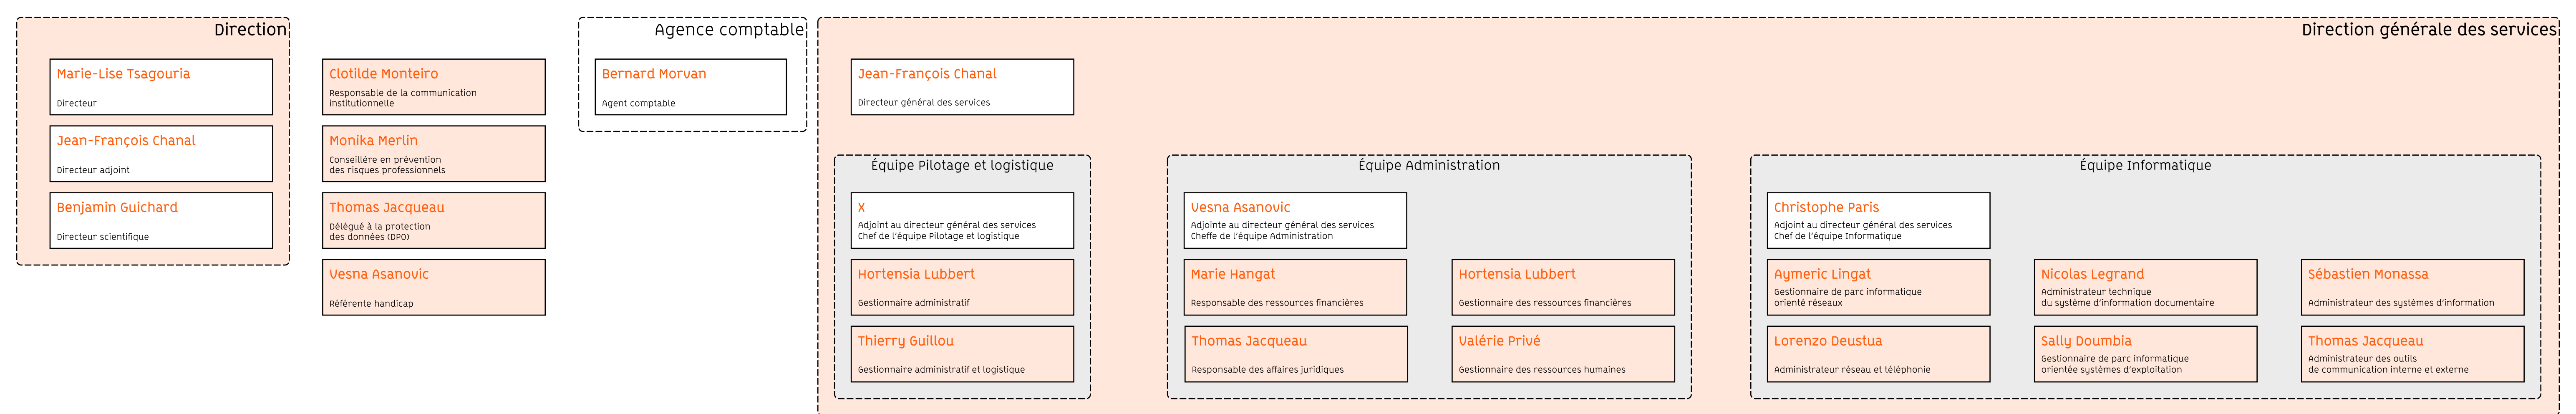 Direction
Marie-Lise Tsagouria
Directeur
Jean-François Chanal
Directeur adjoint
Benjamin Guichard
Directeur scientifique
Clotilde Monteiro
Responsable de la communication
institutionnelle
Monika Merlin
Conseillère en prévention
des risques professionnels
Thomas Jacqueau
Délégué à la protection
des données (DPO)
Vesna Asanovic
Référente handicap
Agence comptable
Bernard Morvan
Agent comptable
Direction générale des services
Jean-François Chanal
Directeur général des services
Équipe Pilotage et logistique
X
Adjoint au directeur général des services
Chef de l'équipe Pilotage et logistique
Hortensia Lubbert
Gestionnaire administratif
Thierry Guillou
Gestionnaire administratif et logistique
Équipe Administration
Vesna Asanovic
Adjointe au directeur général des services
Cheffe de l'équipe Administration
Marie Hangat
Responsable des ressources financières
Hortensia Lubbert
Gestionnaire des ressources financières
Thomas Jacqueau
Responsable des affaires juridiques
Valérie Privé
Gestionnaire des ressources humaines
Équipe Informatique
Christophe Paris
Adjoint au directeur général des services
Chef de l'équipe Informatique
Aymeric Lingat
Gestionnaire de parc informatique
orienté réseaux
Nicolas Legrand
Administrateur technique
du système d'information documentaire
Sébastien Monassa
Administrateur des systèmes d'information
Lorenzo Deustua
Administrateur réseau et téléphonie
Sally Doumbia
Gestionnaire de parc informatique
orientée systèmes d'exploitation
Thomas Jacqueau
Administrateur des outils
de communication interne et externe